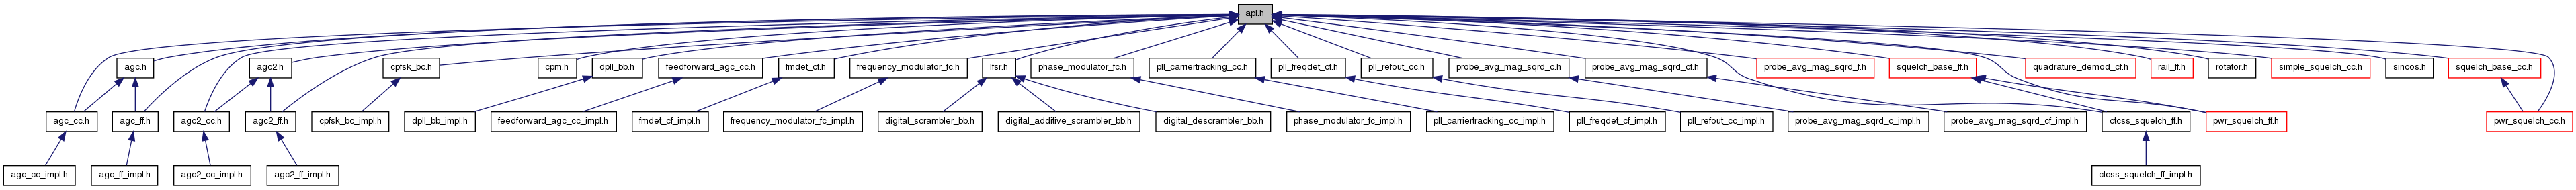 api.h
agc.h
agc2.h
cpfsk_bc.h
cpm.h
dpll_bb.h
feedforward_agc_cc.h
fmdet_cf.h
frequency_modulator_fc.h
lfsr.h
phase_modulator_fc.h
pll_carriertracking_cc.h
pll_freqdet_cf.h
pll_refout_cc.h
probe_avg_mag_sqrd_c.h
probe_avg_mag_sqrd_cf.h
probe_avg_mag_sqrd_f.h
squelch_base_ff.h
quadrature_demod_cf.h
rail_ff.h
rotator.h
simple_squelch_cc.h
sincos.h
squelch_base_cc.h
agc_cc.h
agc_ff.h
agc2_cc.h
agc2_ff.h
cpfsk_bc_impl.h
dpll_bb_impl.h
feedforward_agc_cc_impl.h
fmdet_cf_impl.h
frequency_modulator_fc_impl.h
digital_scrambler_bb.h
digital_additive_scrambler_bb.h
digital_descrambler_bb.h
phase_modulator_fc_impl.h
pll_carriertracking_cc_impl.h
pll_freqdet_cf_impl.h
pll_refout_cc_impl.h
probe_avg_mag_sqrd_c_impl.h
probe_avg_mag_sqrd_cf_impl.h
ctcss_squelch_ff.h
pwr_squelch_ff.h
pwr_squelch_cc.h
agc_cc_impl.h
agc_ff_impl.h
agc2_cc_impl.h
agc2_ff_impl.h
ctcss_squelch_ff_impl.h